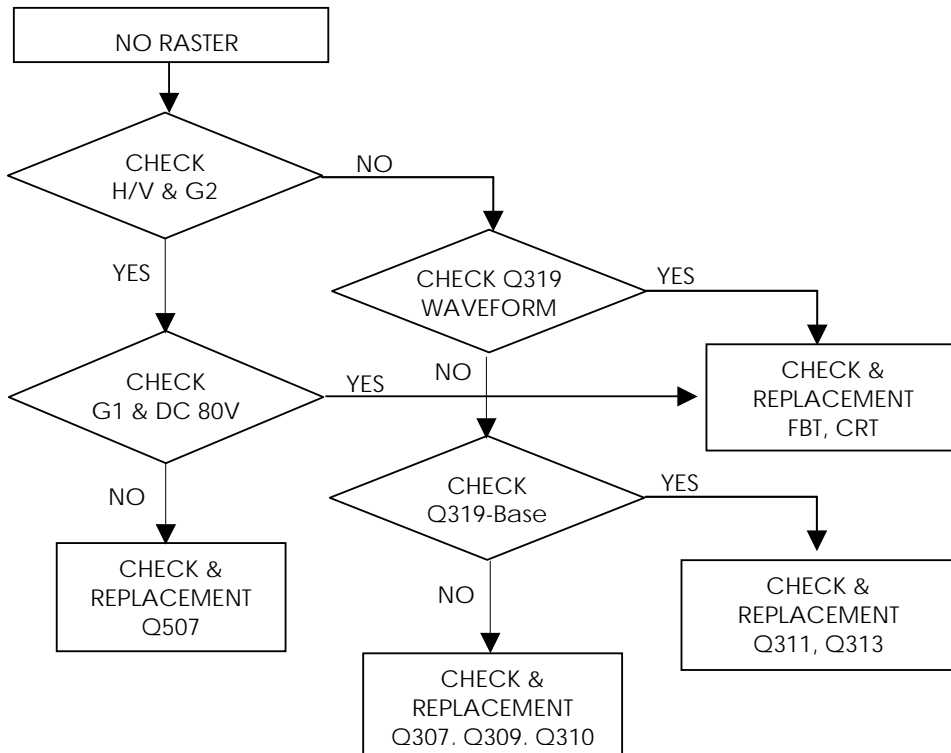 NO RASTER
CHECK
H/V & G2
NO
YES
CHECK Q319
WAVEFORM
YES
NO
CHECK
G1 & DC 80V
YES
CHECK &
REPLACEMENT
FBT, CRT
NO
CHECK
Q319-Base
YES
CHECK &
REPLACEMENT
Q507
NO
CHECK &
REPLACEMENT
Q311, Q313
CHECK &
REPLACEMENT
Q307, Q309, Q310